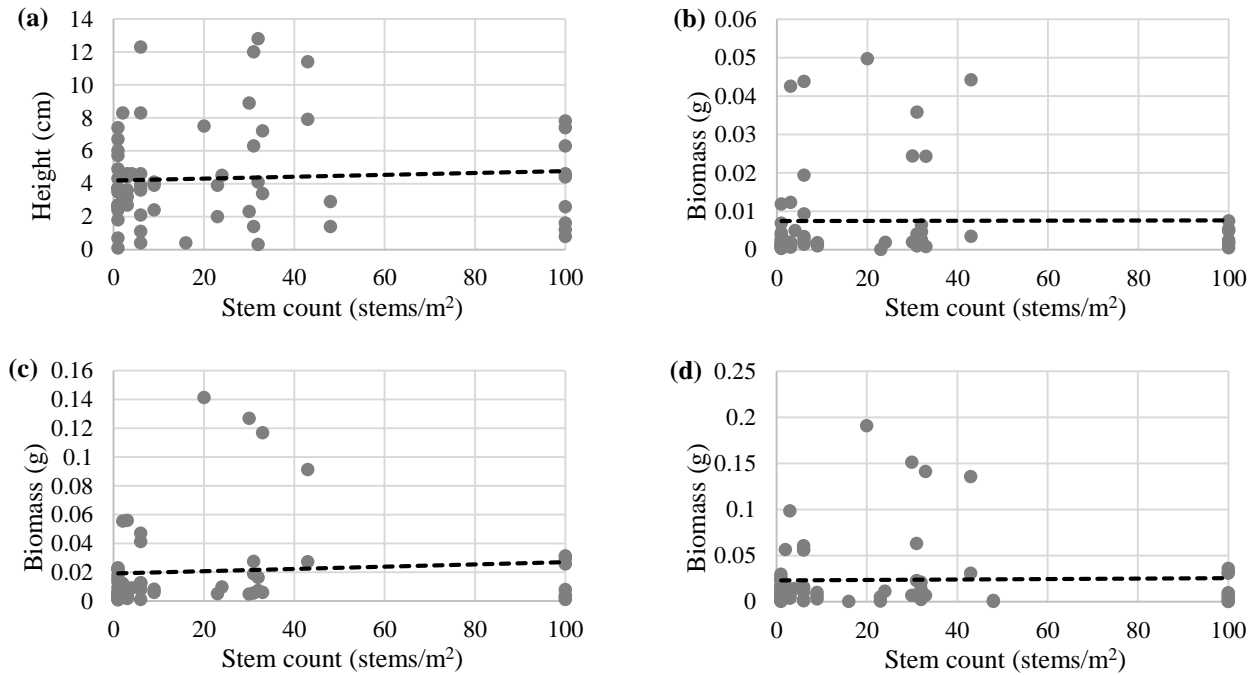 (a)
Height (cm)
14
12
10
8
6
4
2
0
0 20 40 60 80 100
Stem count (stems/m²)
(b)
Biomass (g)
0.06
0.05
0.04
0.03
0.02
0.01
0
0 20 40 60 80 100
Stem count (stems/m²)
(c)
Biomass (g)
0.16
0.14
0.12
0.1
0.08
0.06
0.04
0.02
0
0 20 40 60 80 100
Stem count (stems/m²)
(d)
Biomass (g)
0.25
0.2
0.15
0.1
0.05
0
0 20 40 60 80 100
Stem count (stems/m²)